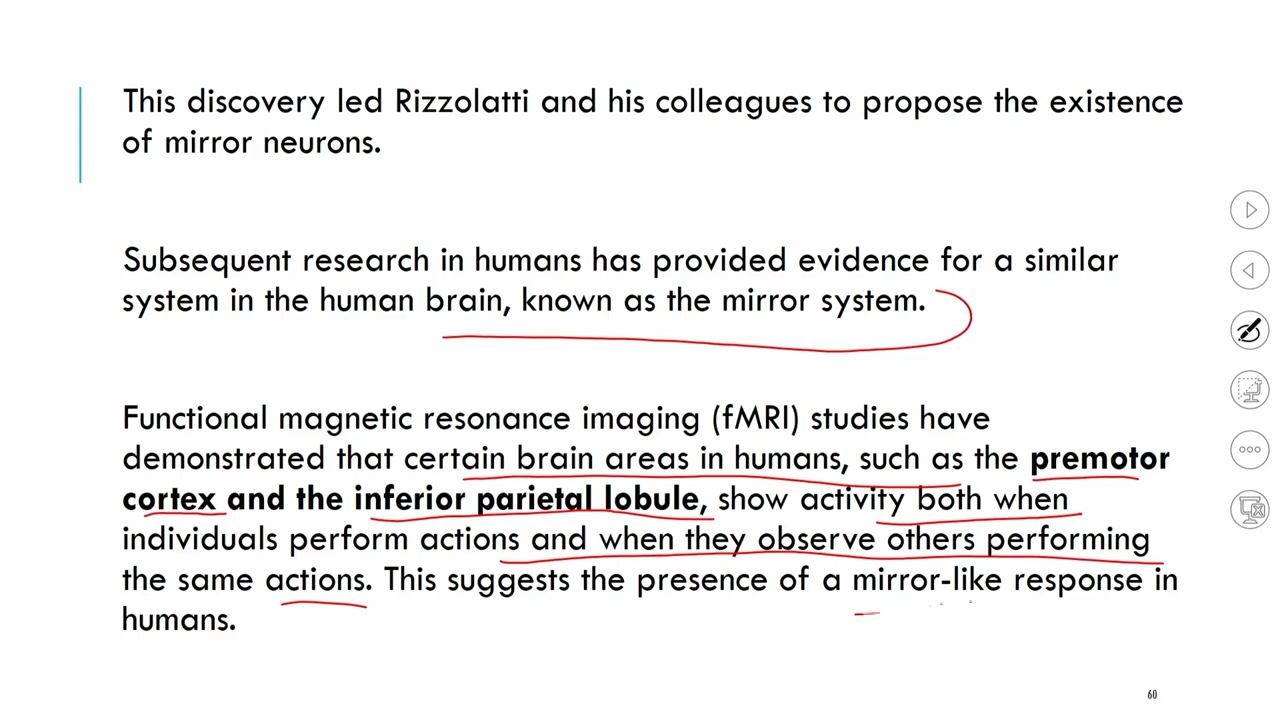 This discovery led Rizzolatti and his colleagues to propose the existence
of mirror neurons.
Subsequent research in humans has provided evidence for a similar
system in the human brain, known as the mirror system.
Functional magnetic resonance imaging (fMRI) studies have
demonstrated that certain brain areas in humans, such as the premotor
cortex and the inferior parietal lobule, show activity both when
individuals perform actions and when they observe others performing
the same actions. This suggests the presence of a mirror-like response in
humans.
60